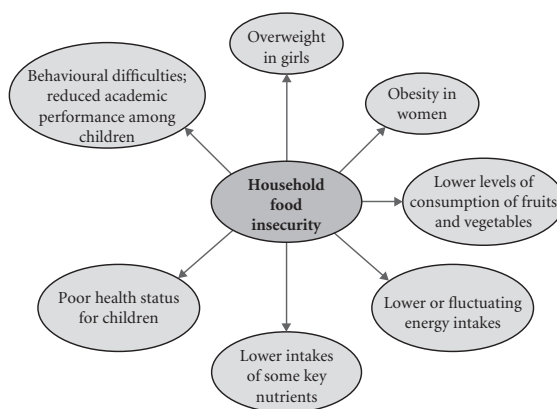 Overweight
in girls
Behavioural difficulties;
reduced academic
performance among
children
Obesity in
women
Household
food
insecurity
Lower levels of
consumption of fruits
and vegetables
Poor health status
for children
Lower or fluctuating
energy intakes
Lower intakes
of some key
nutrients